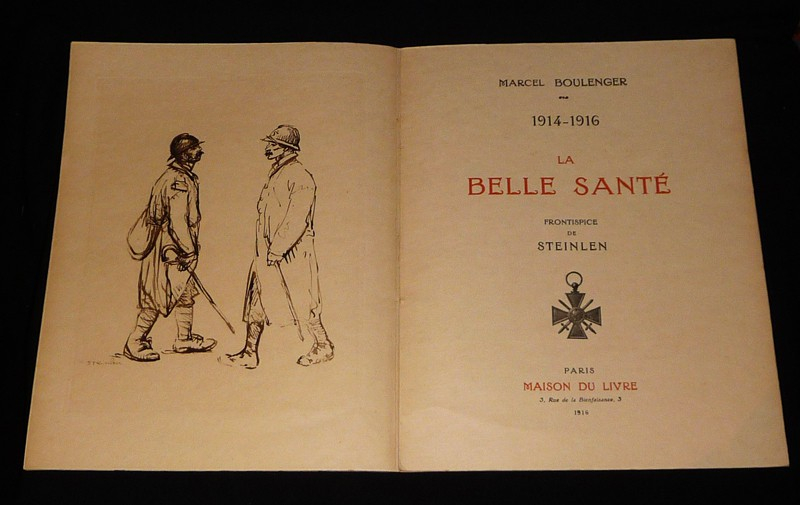 MARCEL BOULENGER
1914-1916
LA
BELLE SANTÉ
FRONTISPICE
DE
STEINLEN
PARIS
MAISON DU LIVRE
3, Rue de la Bienfaisance, 3
1916